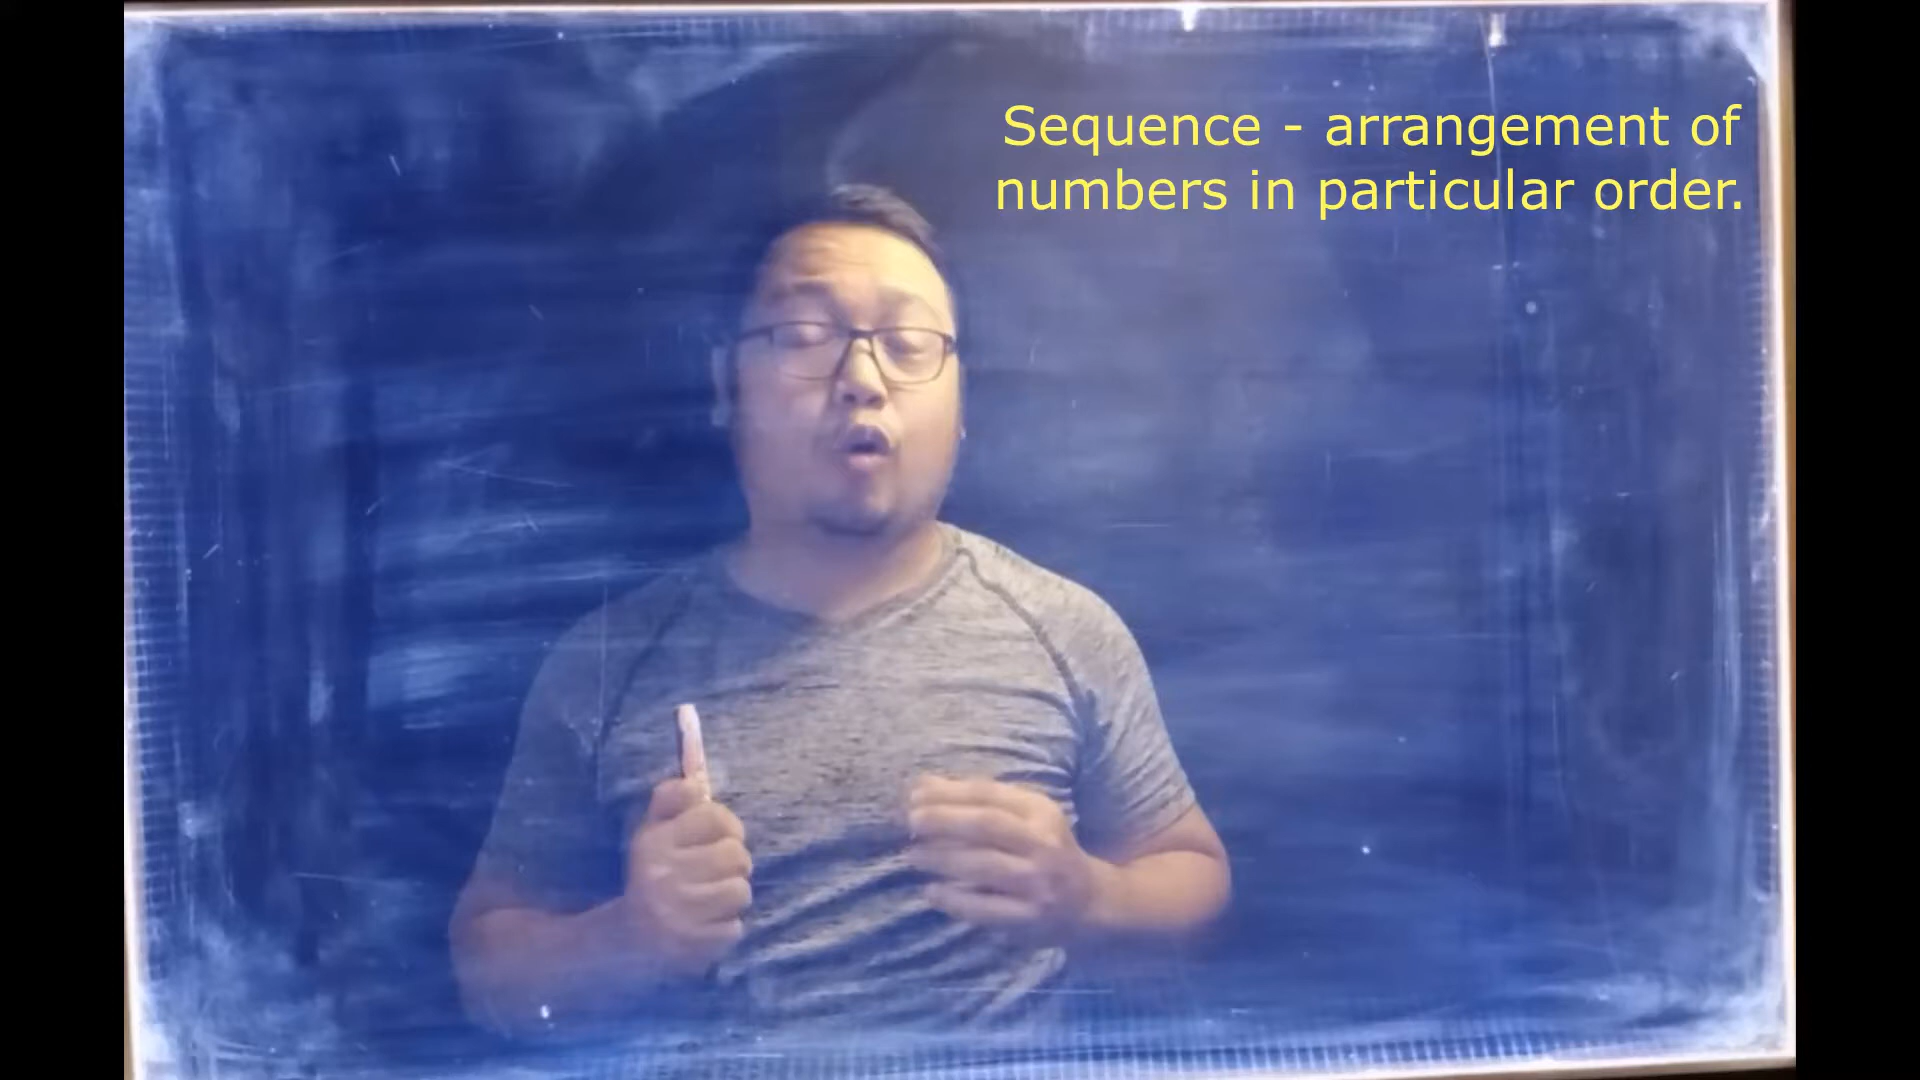 Sequence - arrangement of
numbers in particular order.